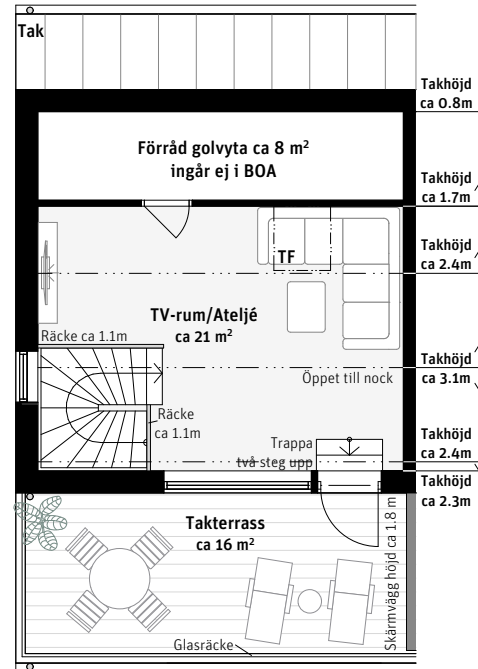 Tak
Takhöjd
ca 0.8m
Förråd golvyta ca 8 m²
ingår ej i BOA
Takhöjd
ca 1.7m
TF
Takhöjd
ca 2.4m
TV-rum/Ateljé
ca 21 m²
Räcke ca 1.1m
Takhöjd
ca 3.1m
Öppet till nock
Räcke
ca 1.1m
Trappa
två steg upp
Takhöjd
ca 2.4m
Takhöjd
ca 2.3m
Takterrass
ca 16 m²
Skärmvägg höjd ca 1.8 m
Glasräcke